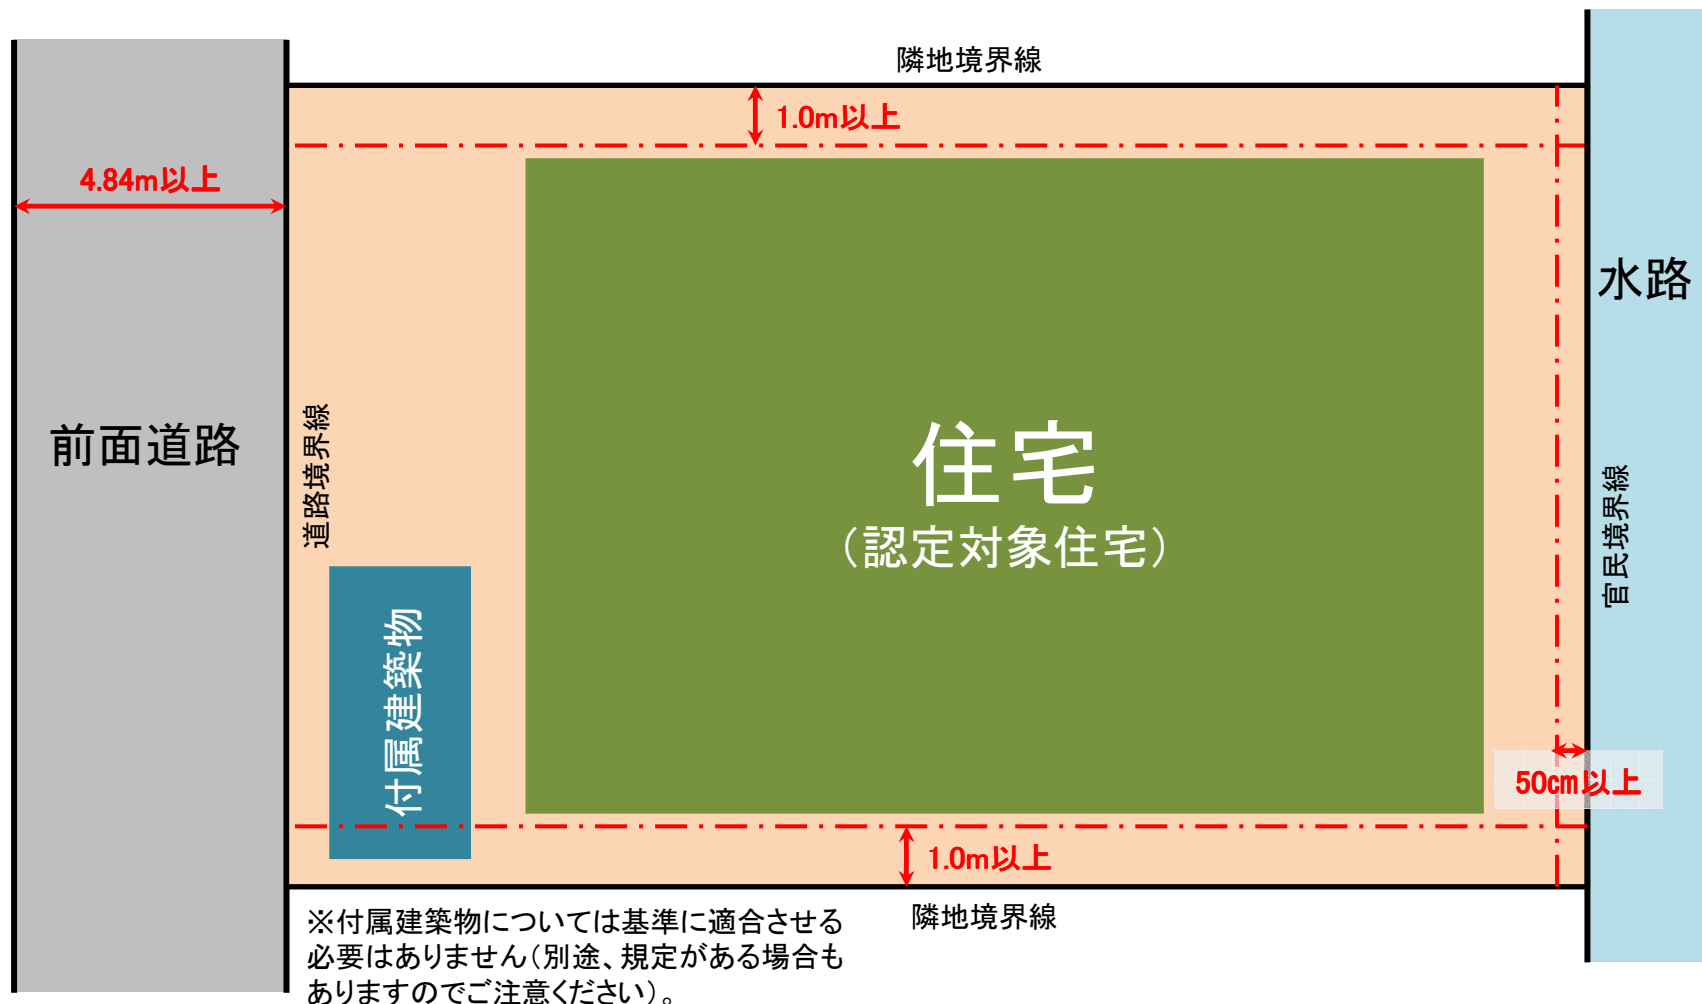 隣地境界線
1.0m以上
4.84m以上
水路
前面道路
道路境界線
住宅
（認定対象住宅）
官民境界線
付属建築物
50cm以上
1.0m以上
隣地境界線
※付属建築物については基準に適合させる
必要はありません（別途、規定がある場合も
ありますのでご注意ください）。